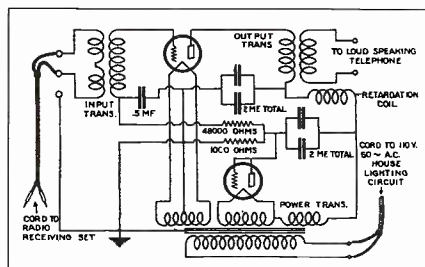 OUTPUT
TRANS
TO LOUD SPEAKING
TELEPHONE
INPUT
TRANS.
.5 MF
2 MF TOTAL
RETARDATION
COIL
48000 OHMS
1000 OHMS
2 MF TOTAL
CORD TO 110 V.
60~ A.C.
HOUSE
LIGHTING
CIRCUIT
POWER TRANS.
CORD TO
RADIO
RECEIVING SET